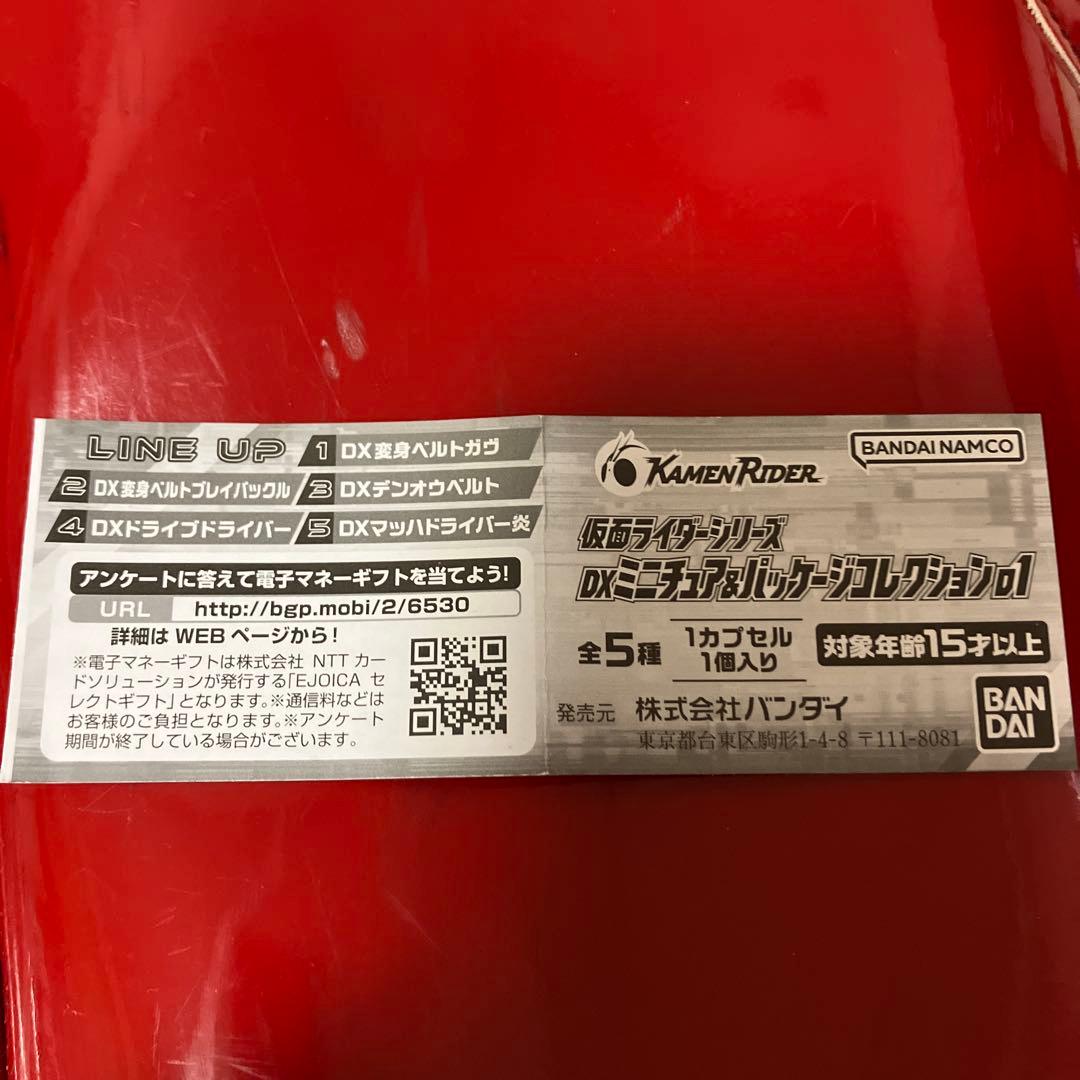 LINE UP
1 DX変身ベルトガヴ
2 DX変身ベルトブレイバックル
3 DXデンオウベルト
4 DXドライブドライバー
5 DXマッハドライバー炎
アンケートに答えて電子マネーギフトを当てよう!
URL http://bgp.mobi/2/6530
詳細は WEB ページから!
※電子マネーギフトは株式会社 NTT カー
ドソリューションが発行する「EJOICA セ
レクトギフト」となります。※通信料などは
お客様のご負担となります。※アンケート
期間が終了している場合がございます。
KAMEN RIDER
BANDAI NAMCO
仮面ライダーシリーズ
DXミニチュア&パッケージコレクション01
全5種
1カプセル
1個入り
対象年齢15才以上
発売元 株式会社バンダイ
東京都台東区駒形1-4-8 〒111-8081
BAN
DAI